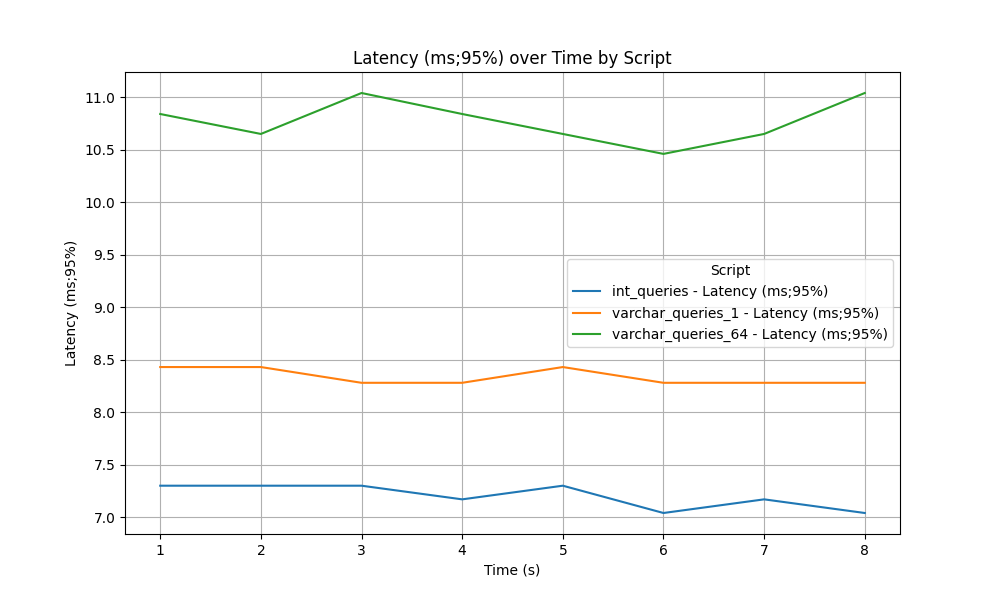 Latency (ms;95%) over Time by Script
11.0
10.5
10.0
9.5
9.0
8.5
8.0
7.5
7.0
Latency (ms;95%)
Script
int_queries - Latency (ms;95%)
varchar_queries_1 - Latency (ms;95%)
varchar_queries_64 - Latency (ms;95%)
1 2 3 4 5 6 7 8
Time (s)